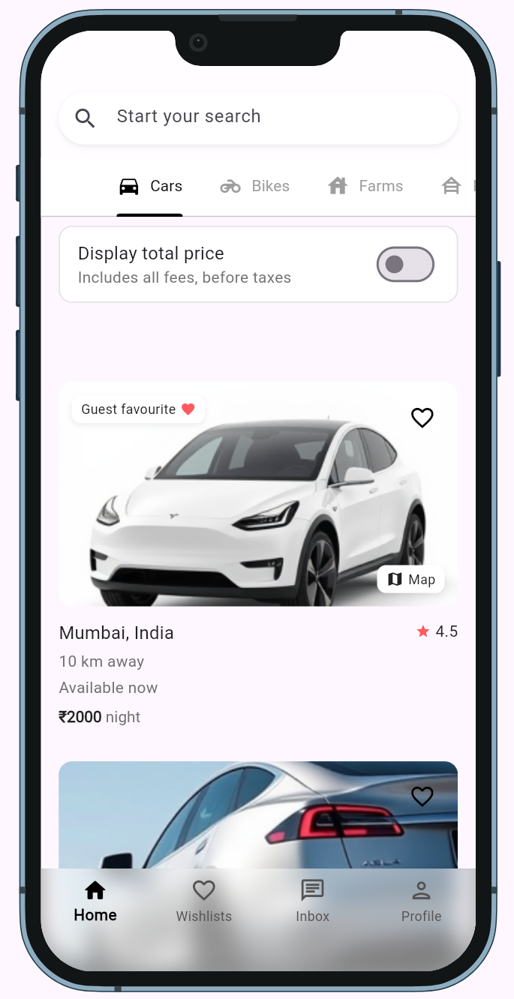 Start your search
Cars Bikes Farms
Display total price
Includes all fees, before taxes
Guest favourite
Map
Mumbai, India 4.5
10 km away
Available now
₹2000 night
Home Wishlists Inbox Profile